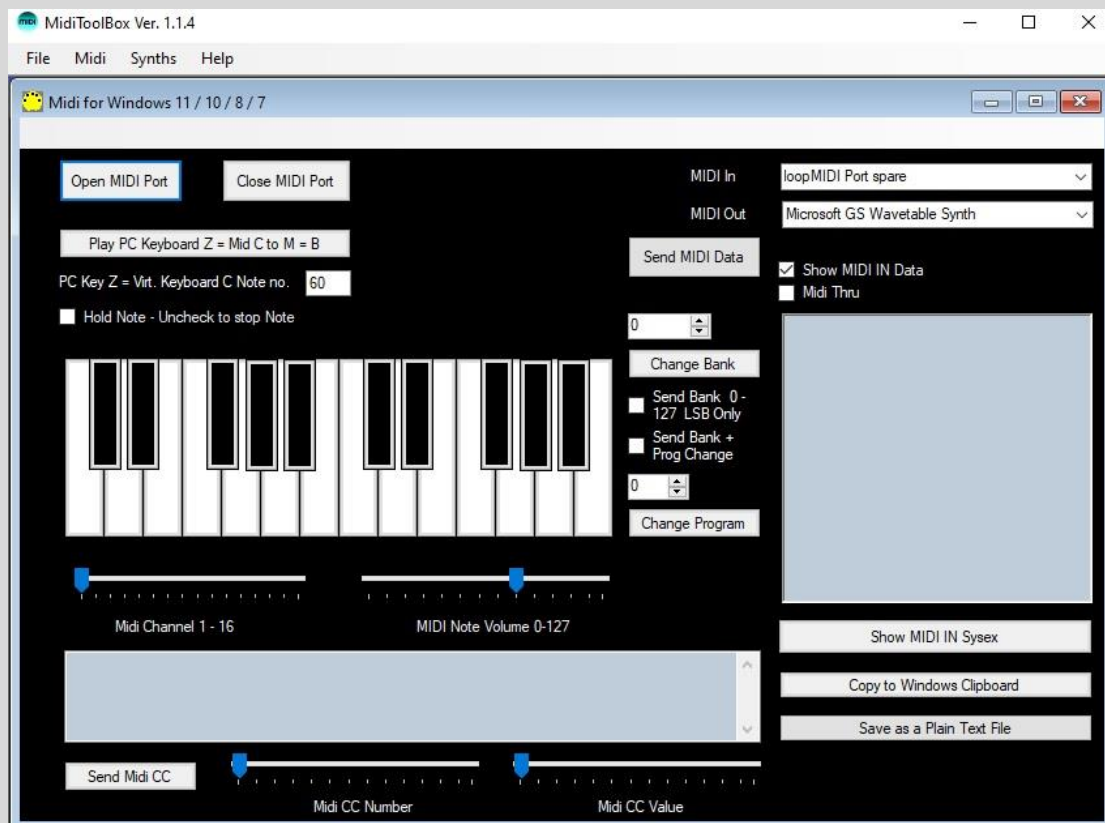 MidiToolBox Ver. 1.1.4
File Midi Synths Help
Midi for Windows 11 / 10 / 8 / 7
Open MIDI Port
Close MIDI Port
MIDI In
loopMIDI Port spare
MIDI Out
Microsoft GS Wavetable Synth
Play PC Keyboard Z = Mid C to M = B
Send MIDI Data
PC Key Z = Virt. Keyboard C Note no.
60
Show MIDI IN Data
Midi Thru
Hold Note - Uncheck to stop Note
0
Change Bank
Send Bank 0 -
127 LSB Only
Send Bank +
Prog Change
0
Change Program
Midi Channel 1 - 16
MIDI Note Volume 0-127
Show MIDI IN Sysex
Copy to Windows Clipboard
Save as a Plain Text File
Send Midi CC
Midi CC Number
Midi CC Value